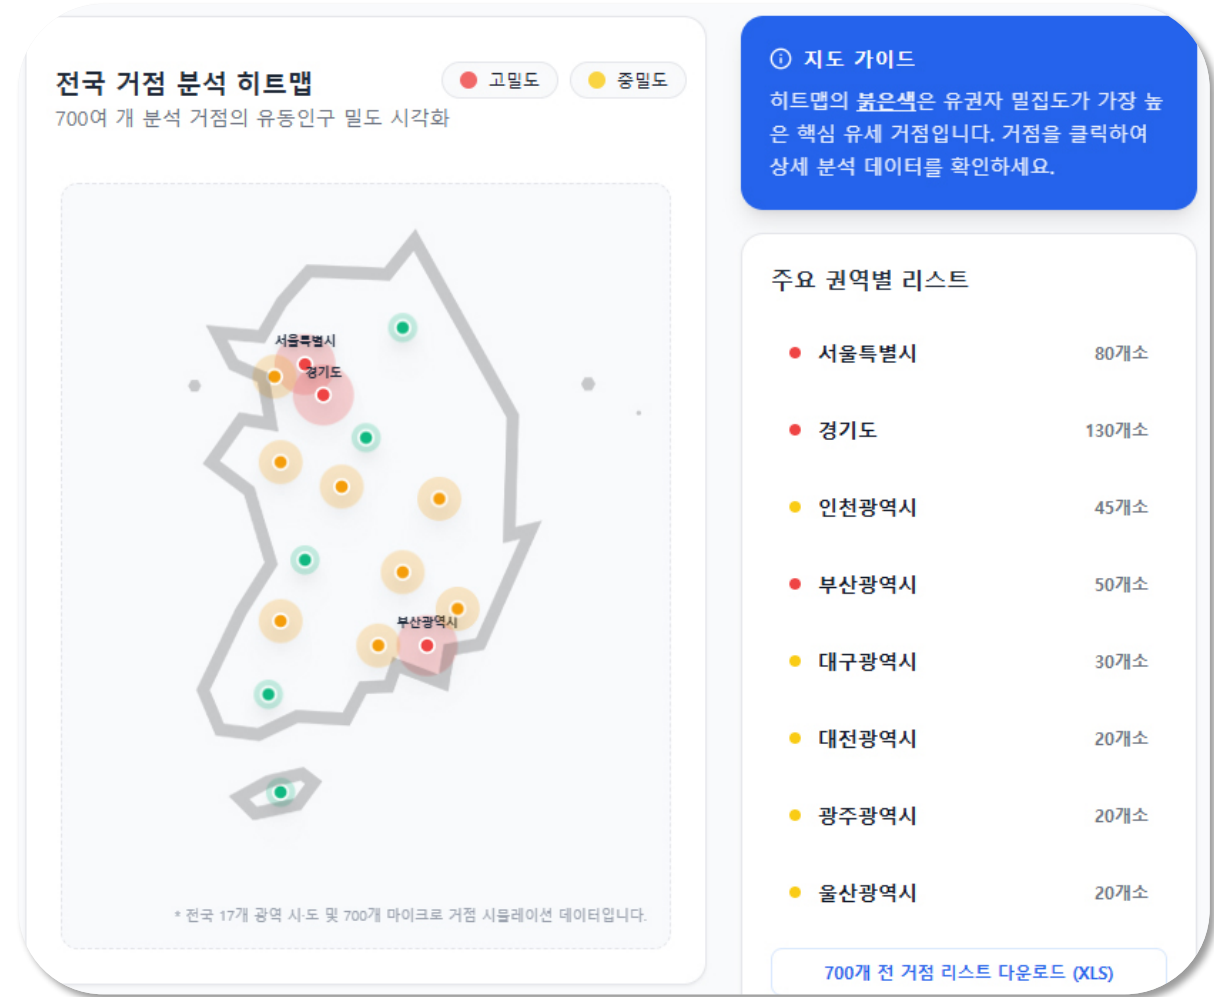 전국 거점 분석 히트맵
고밀도
중밀도
700여 개 분석 거점의 유동인구 밀도 시각화
서울특별시
경기도
부산광역시
* 전국 17개 광역 시·도 및 700개 마이크로 거점 시뮬레이션 데이터입니다.
지도 가이드
히트맵의 붉은색은 유권자 밀집도가 가장 높
은 핵심 유세 거점입니다. 거점을 클릭하여
상세 분석 데이터를 확인하세요.
주요 권역별 리스트
서울특별시 80개소
경기도 130개소
인천광역시 45개소
부산광역시 50개소
대구광역시 30개소
대전광역시 20개소
광주광역시 20개소
울산광역시 20개소
700개 전 거점 리스트 다운로드 (XLS)